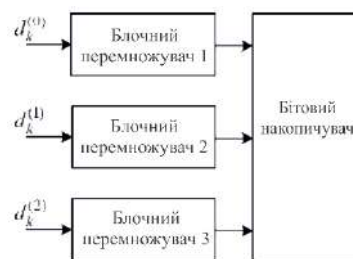 d_k^{(0)}
Блочний
перемножувач 1
d_k^{(1)}
Блочний
перемножувач 2
Бітовий
накопичувач
d_k^{(2)}
Блочний
перемножувач 3